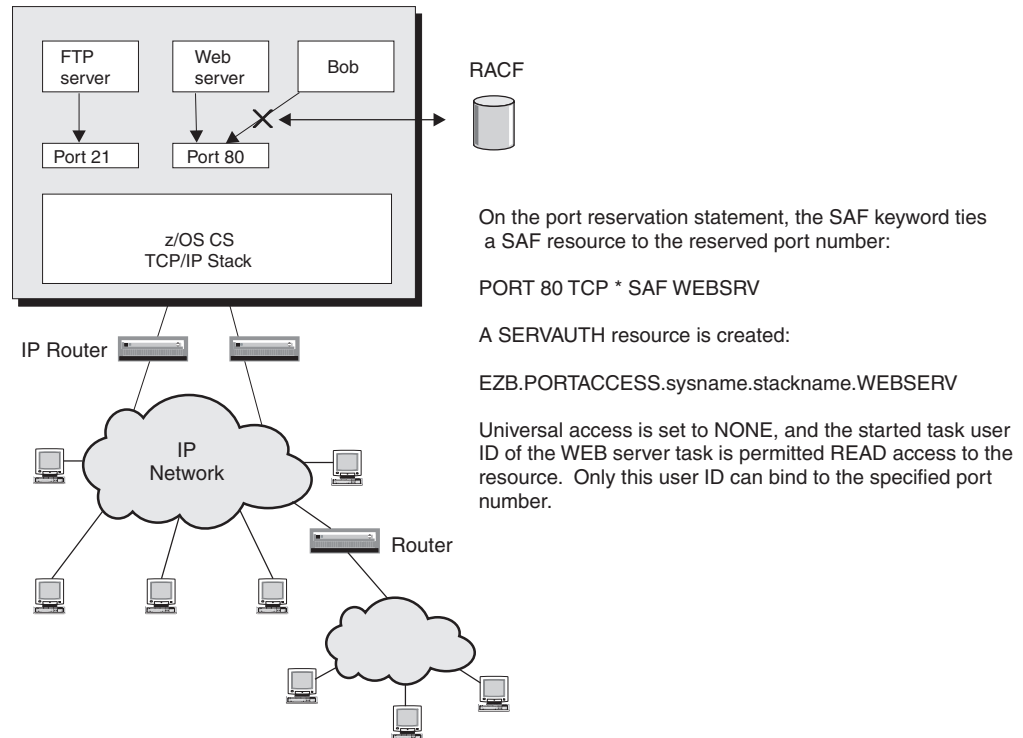 FTP
server
Web
server
Bob
RACF
Port 21
Port 80
z/OS CS
TCP/IP Stack
On the port reservation statement, the SAF keyword ties
a SAF resource to the reserved port number:
PORT 80 TCP * SAF WEBSRV
A SERVAUTH resource is created:
EZB.PORTACCESS.sysname.stackname.WEBSERV
Universal access is set to NONE, and the started task user
ID of the WEB server task is permitted READ access to the
resource. Only this user ID can bind to the specified port
number.
IP Router
IP
Network
Router